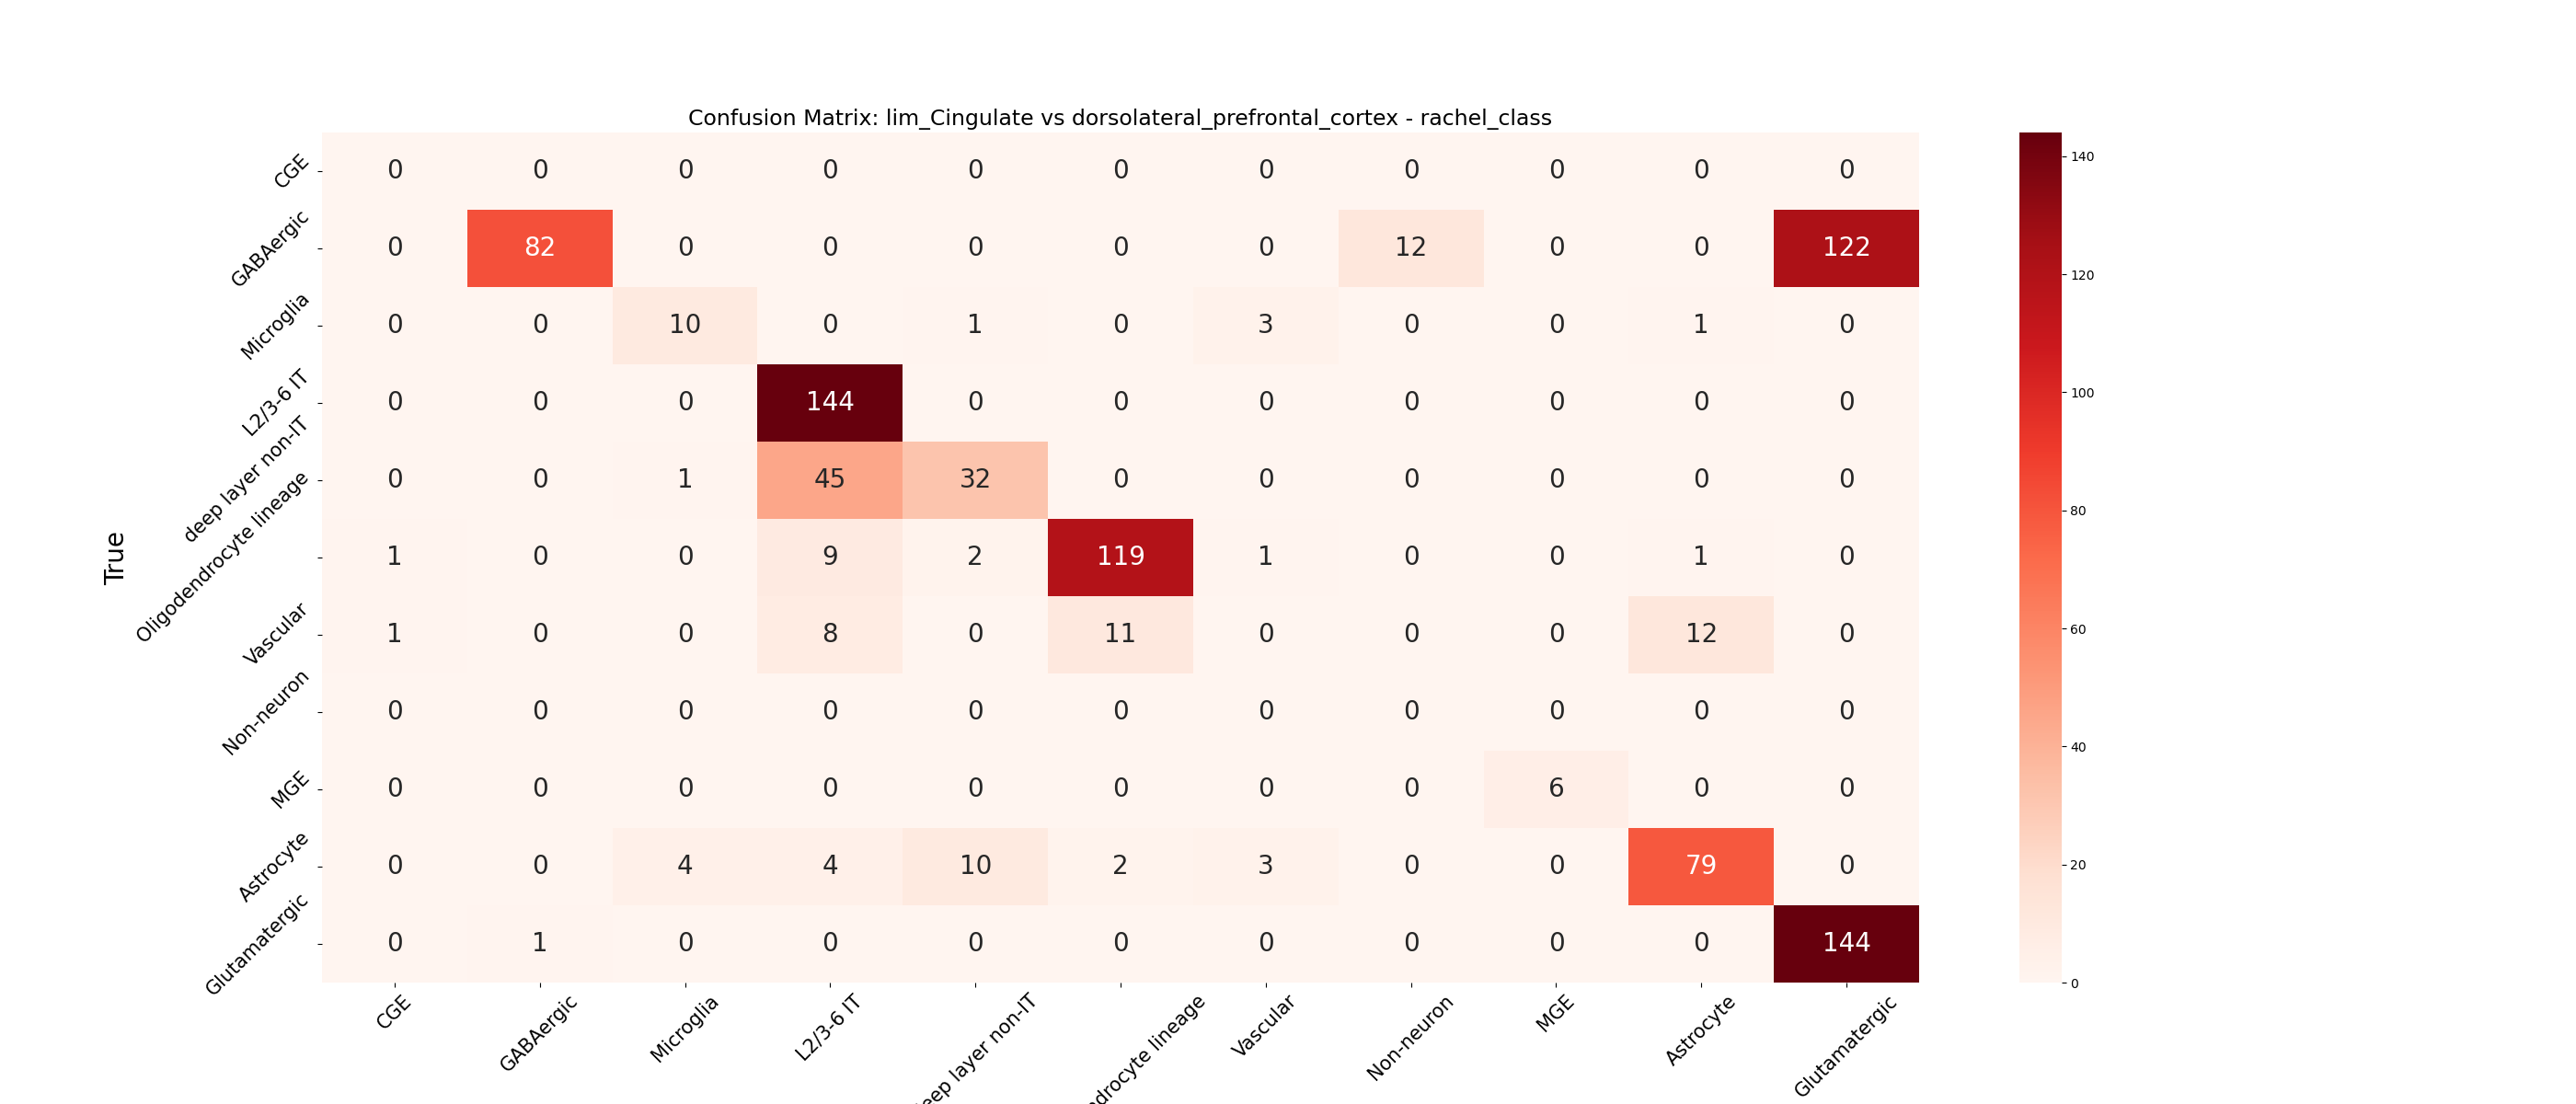 Confusion Matrix: lim_Cingulate vs dorsolateral_prefrontal_cortex - rachel_class
True
CGE 0 0 0 0 0 0 0 0 0 0 0
GABAergic 0 82 0 0 0 0 0 12 0 0 122
Microglia 0 0 10 0 1 0 3 0 0 1 0
L2/3-6 IT 0 0 0 144 0 0 0 0 0 0 0
deep layer non-IT 0 0 1 45 32 0 0 0 0 0 0
Oligodendrocyte lineage 1 0 0 9 2 119 1 0 0 1 0
Vascular 1 0 0 8 0 11 0 0 0 12 0
Non-neuron 0 0 0 0 0 0 0 0 0 0 0
MGE 0 0 0 0 0 0 0 0 6 0 0
Astrocyte 0 0 4 4 10 2 3 0 0 79 0
Glutamatergic 0 1 0 0 0 0 0 0 0 0 144
CGE GABAergic Microglia L2/3-6 IT eep layer non-IT ndrocyte lineage Vascular Non-neuron MGE Astrocyte Glutamatergic
140
120
100
80
60
40
20
0